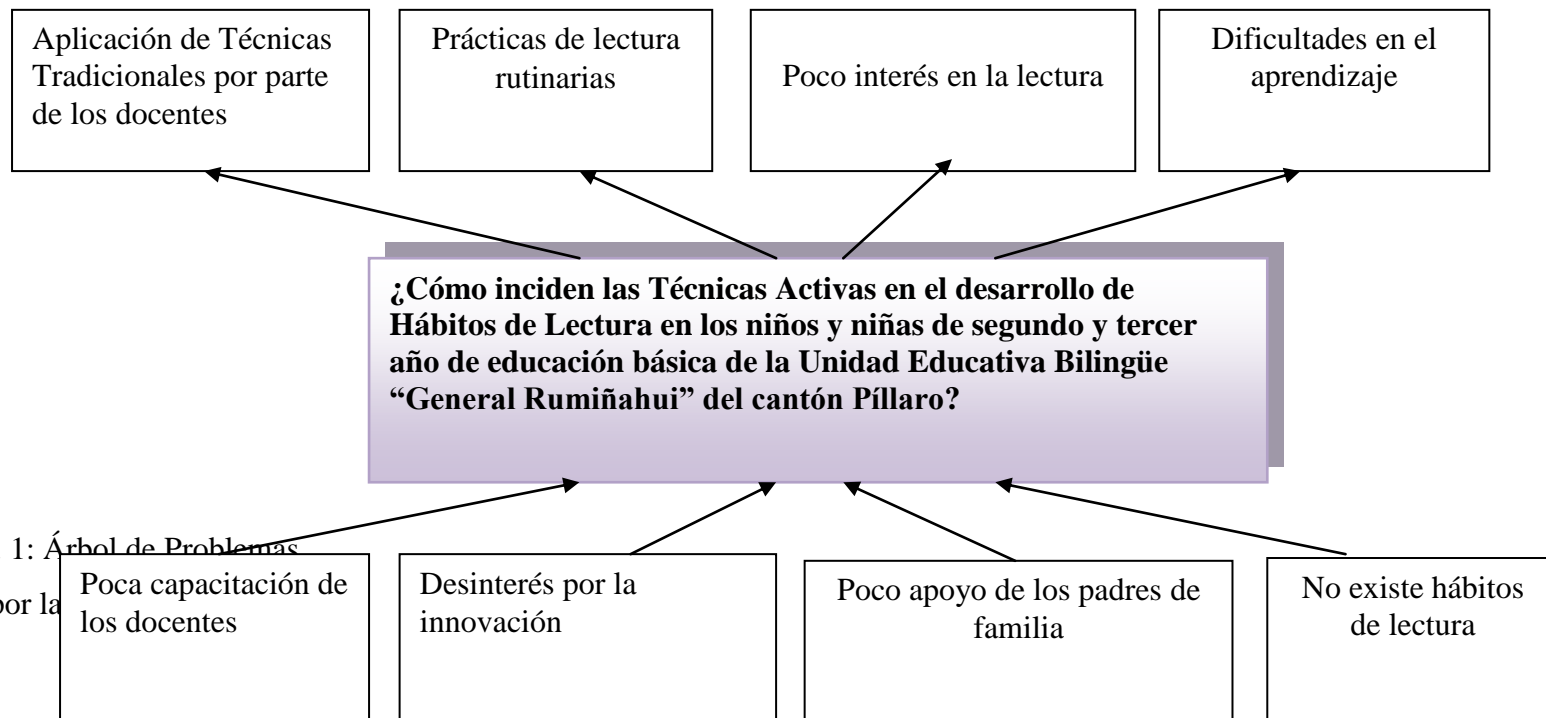 Aplicación de Técnicas
Tradicionales por parte
de los docentes
Prácticas de lectura
rutinarias
Poco interés en la lectura
Dificultades en el
aprendizaje
¿Cómo inciden las Técnicas Activas en el desarrollo de
Hábitos de Lectura en los niños y niñas de segundo y tercer
año de educación básica de la Unidad Educativa Bilingüe
“General Rumiñahui” del cantón Píllaro?
1: Árbol de Problemas
por la
Poca capacitación de
los docentes
Desinterés por la
innovación
Poco apoyo de los padres de
familia
No existe hábitos
de lectura